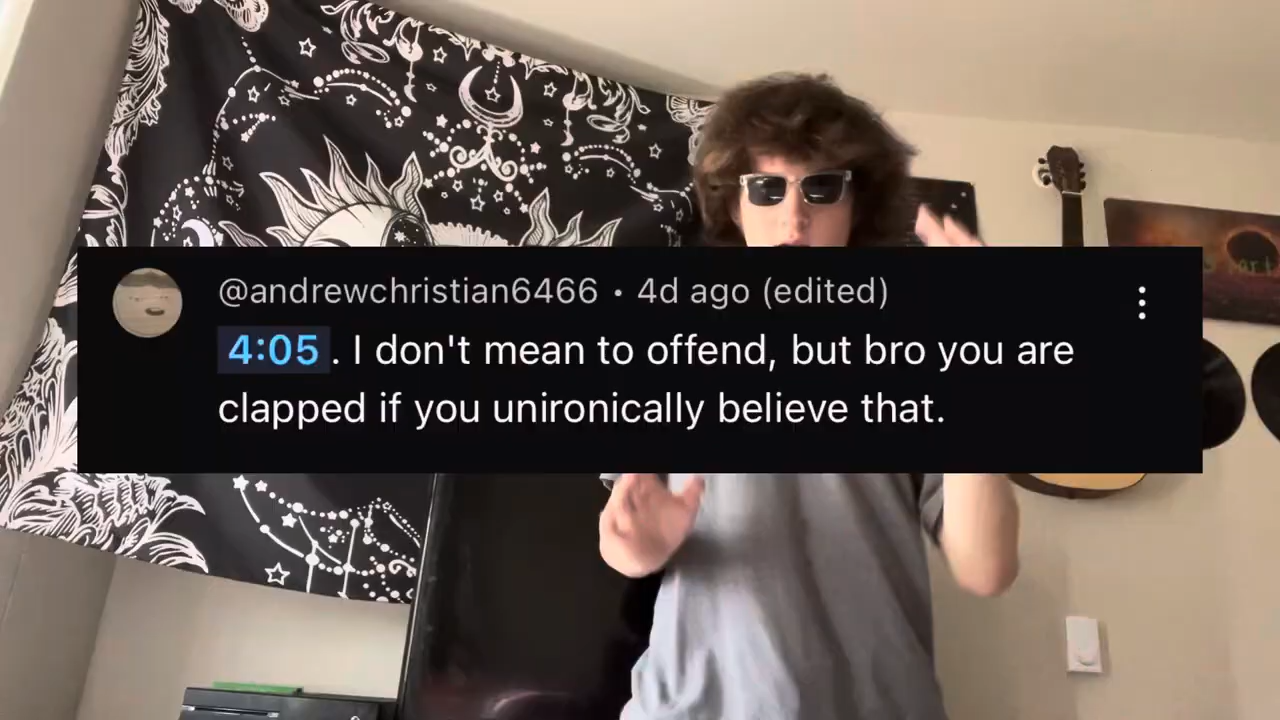 @andrewchristian6466 • 4d ago (edited)
4:05. I don't mean to offend, but bro you are
clapped if you unironically believe that.